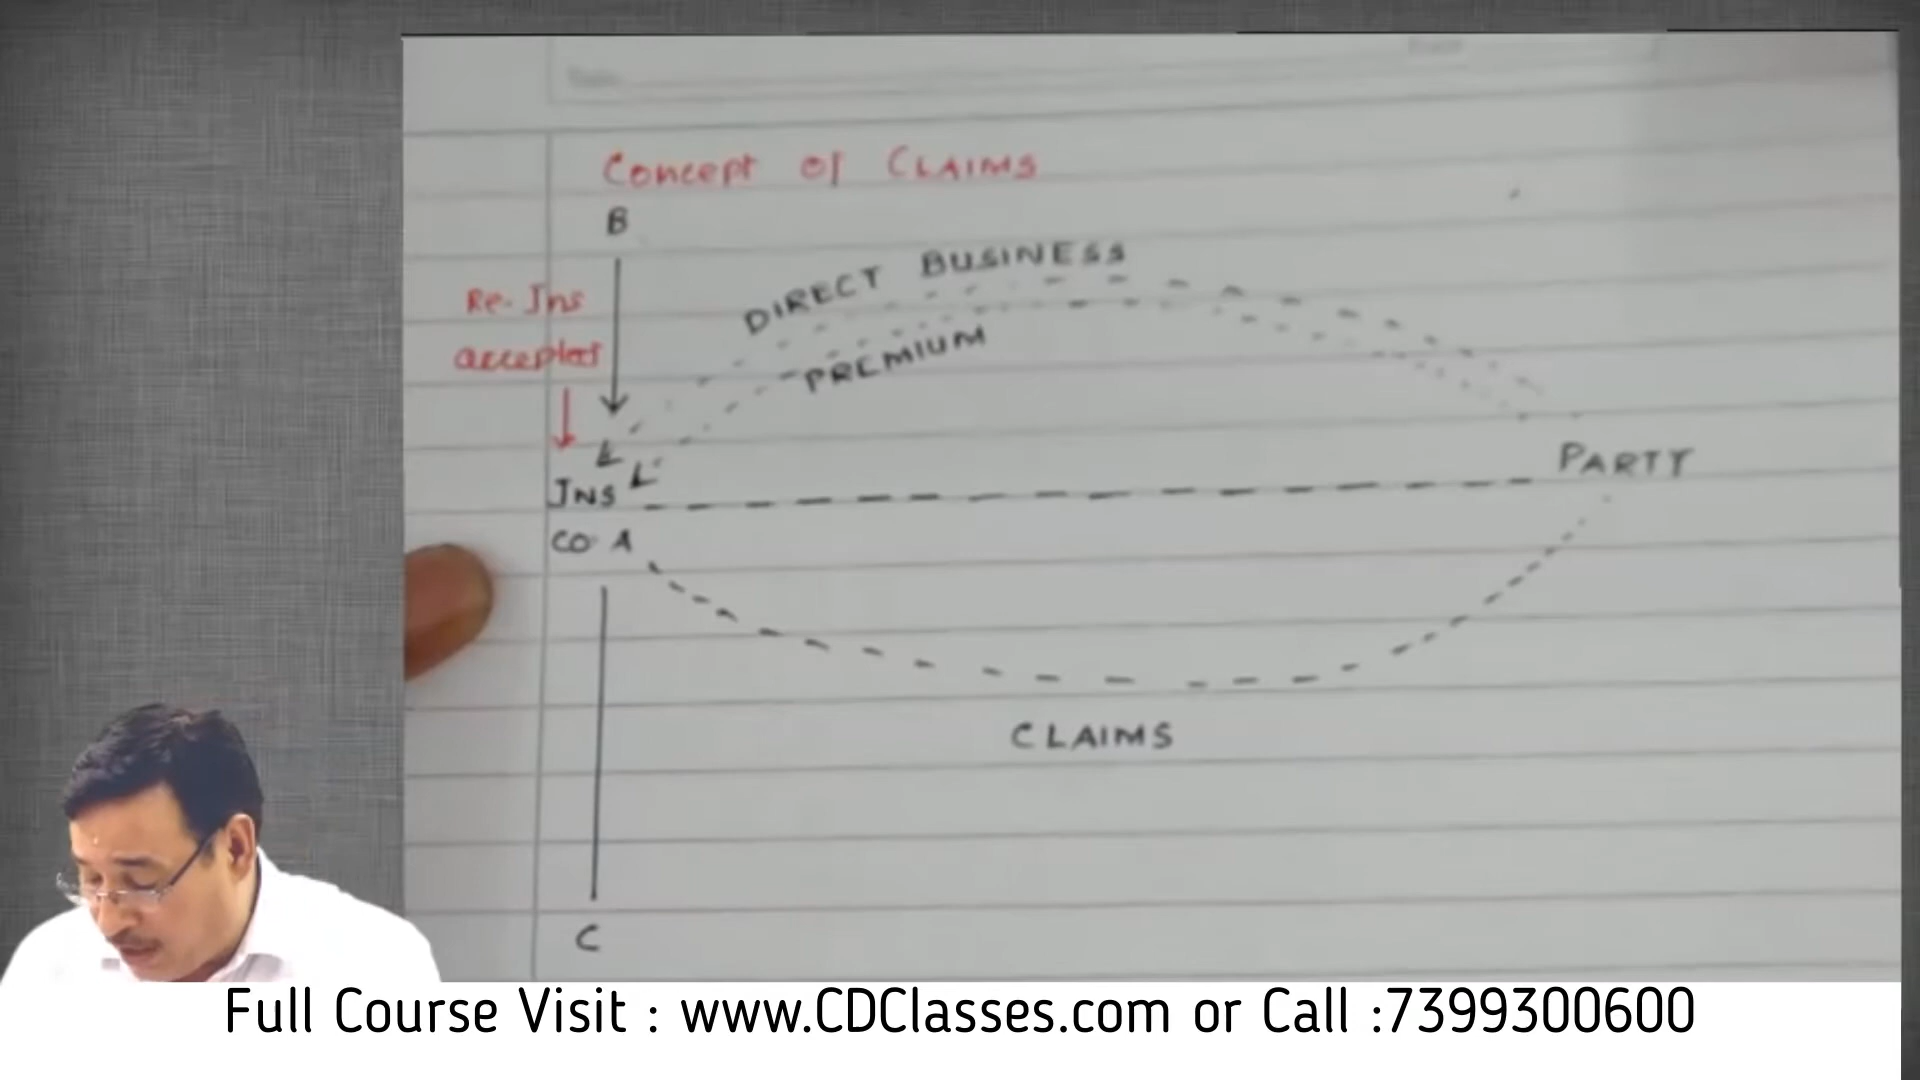 Concept of CLAIMS
B
DIRECT BUSINESS
Re. Ins
accepted
PREMIUM
PARTY
INS
CO. A
CLAIMS
C
Full Course Visit : www.CDClasses.com or Call :7399300600